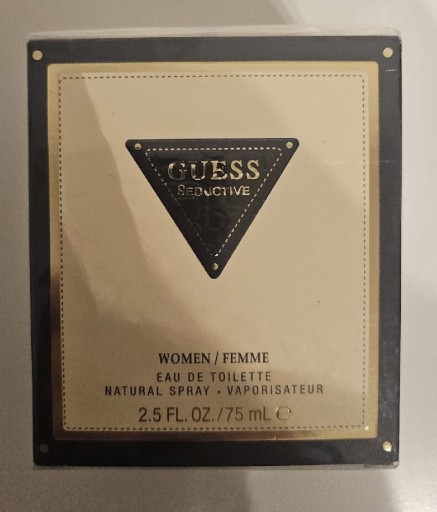 GUESS
SEDUCTIVE
WOMEN / FEMME
EAU DE TOILETTE
NATURAL SPRAY • VAPORISATEUR
2.5 FL. OZ. / 75 mL ℮